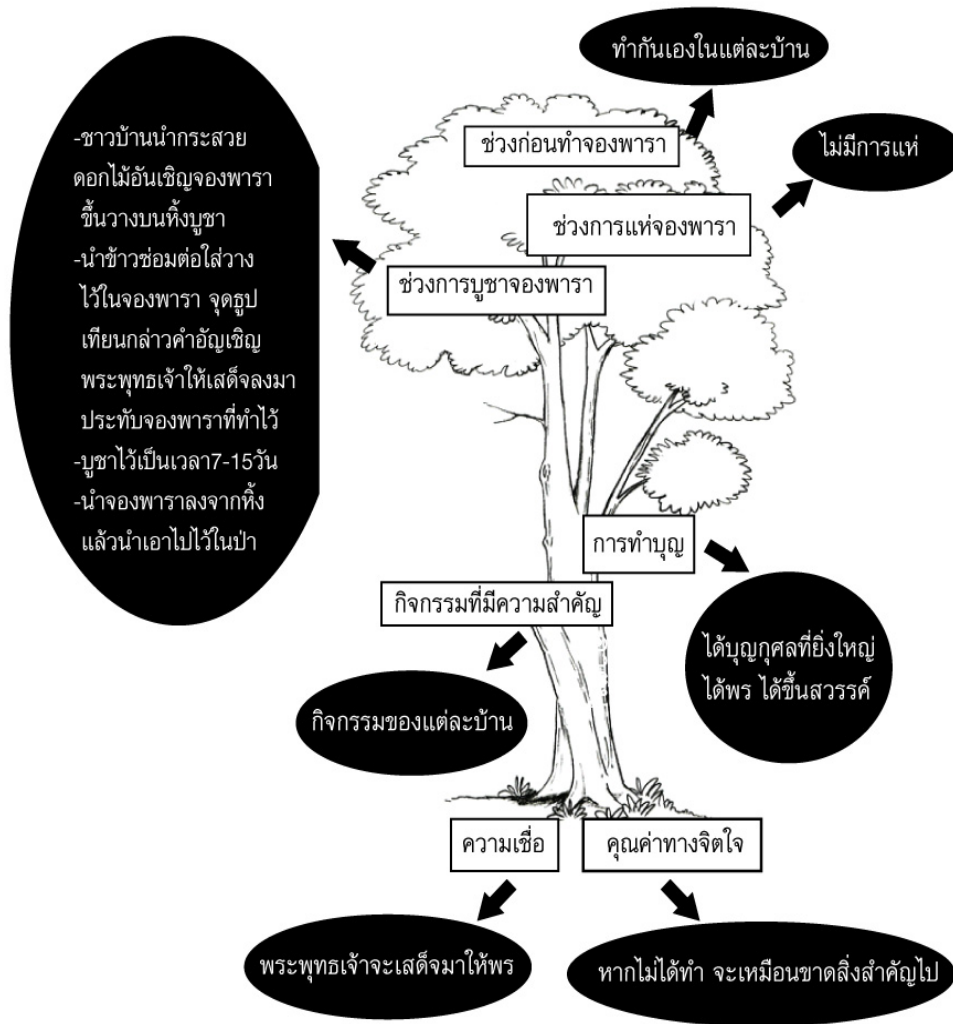 ทำกันเองในแต่ละบ้าน
ช่วงก่อนทำจองพารา
ไม่มีการแห่
ช่วงการแห่จองพารา
ช่วงการบูชาจองพารา
-ชาวบ้านนำกระสวย
ดอกไม้อันเชิญจองพารา
ขึ้นวางบนหิ้งบูชา
-นำข้าวซ่อมต่อใส่วาง
ไว้ในจองพารา จุดธูป
เทียนกล่าวคำอัญเชิญ
พระพุทธเจ้าให้เสด็จลงมา
ประทับจองพาราที่ทำไว้
-บูชาไว้เป็นเวลา7-15วัน
-นำจองพาราลงจากหิ้ง
แล้วนำเอาไปไว้ในป่า
การทำบุญ
กิจกรรมที่มีความสำคัญ
ได้บุญกุศลที่ยิ่งใหญ่
ได้พร ได้ขึ้นสวรรค์
กิจกรรมของแต่ละบ้าน
ความเชื่อ
คุณค่าทางจิตใจ
พระพุทธเจ้าจะเสด็จมาให้พร
หากไม่ได้ทำ จะเหมือนขาดสิ่งสำคัญไป